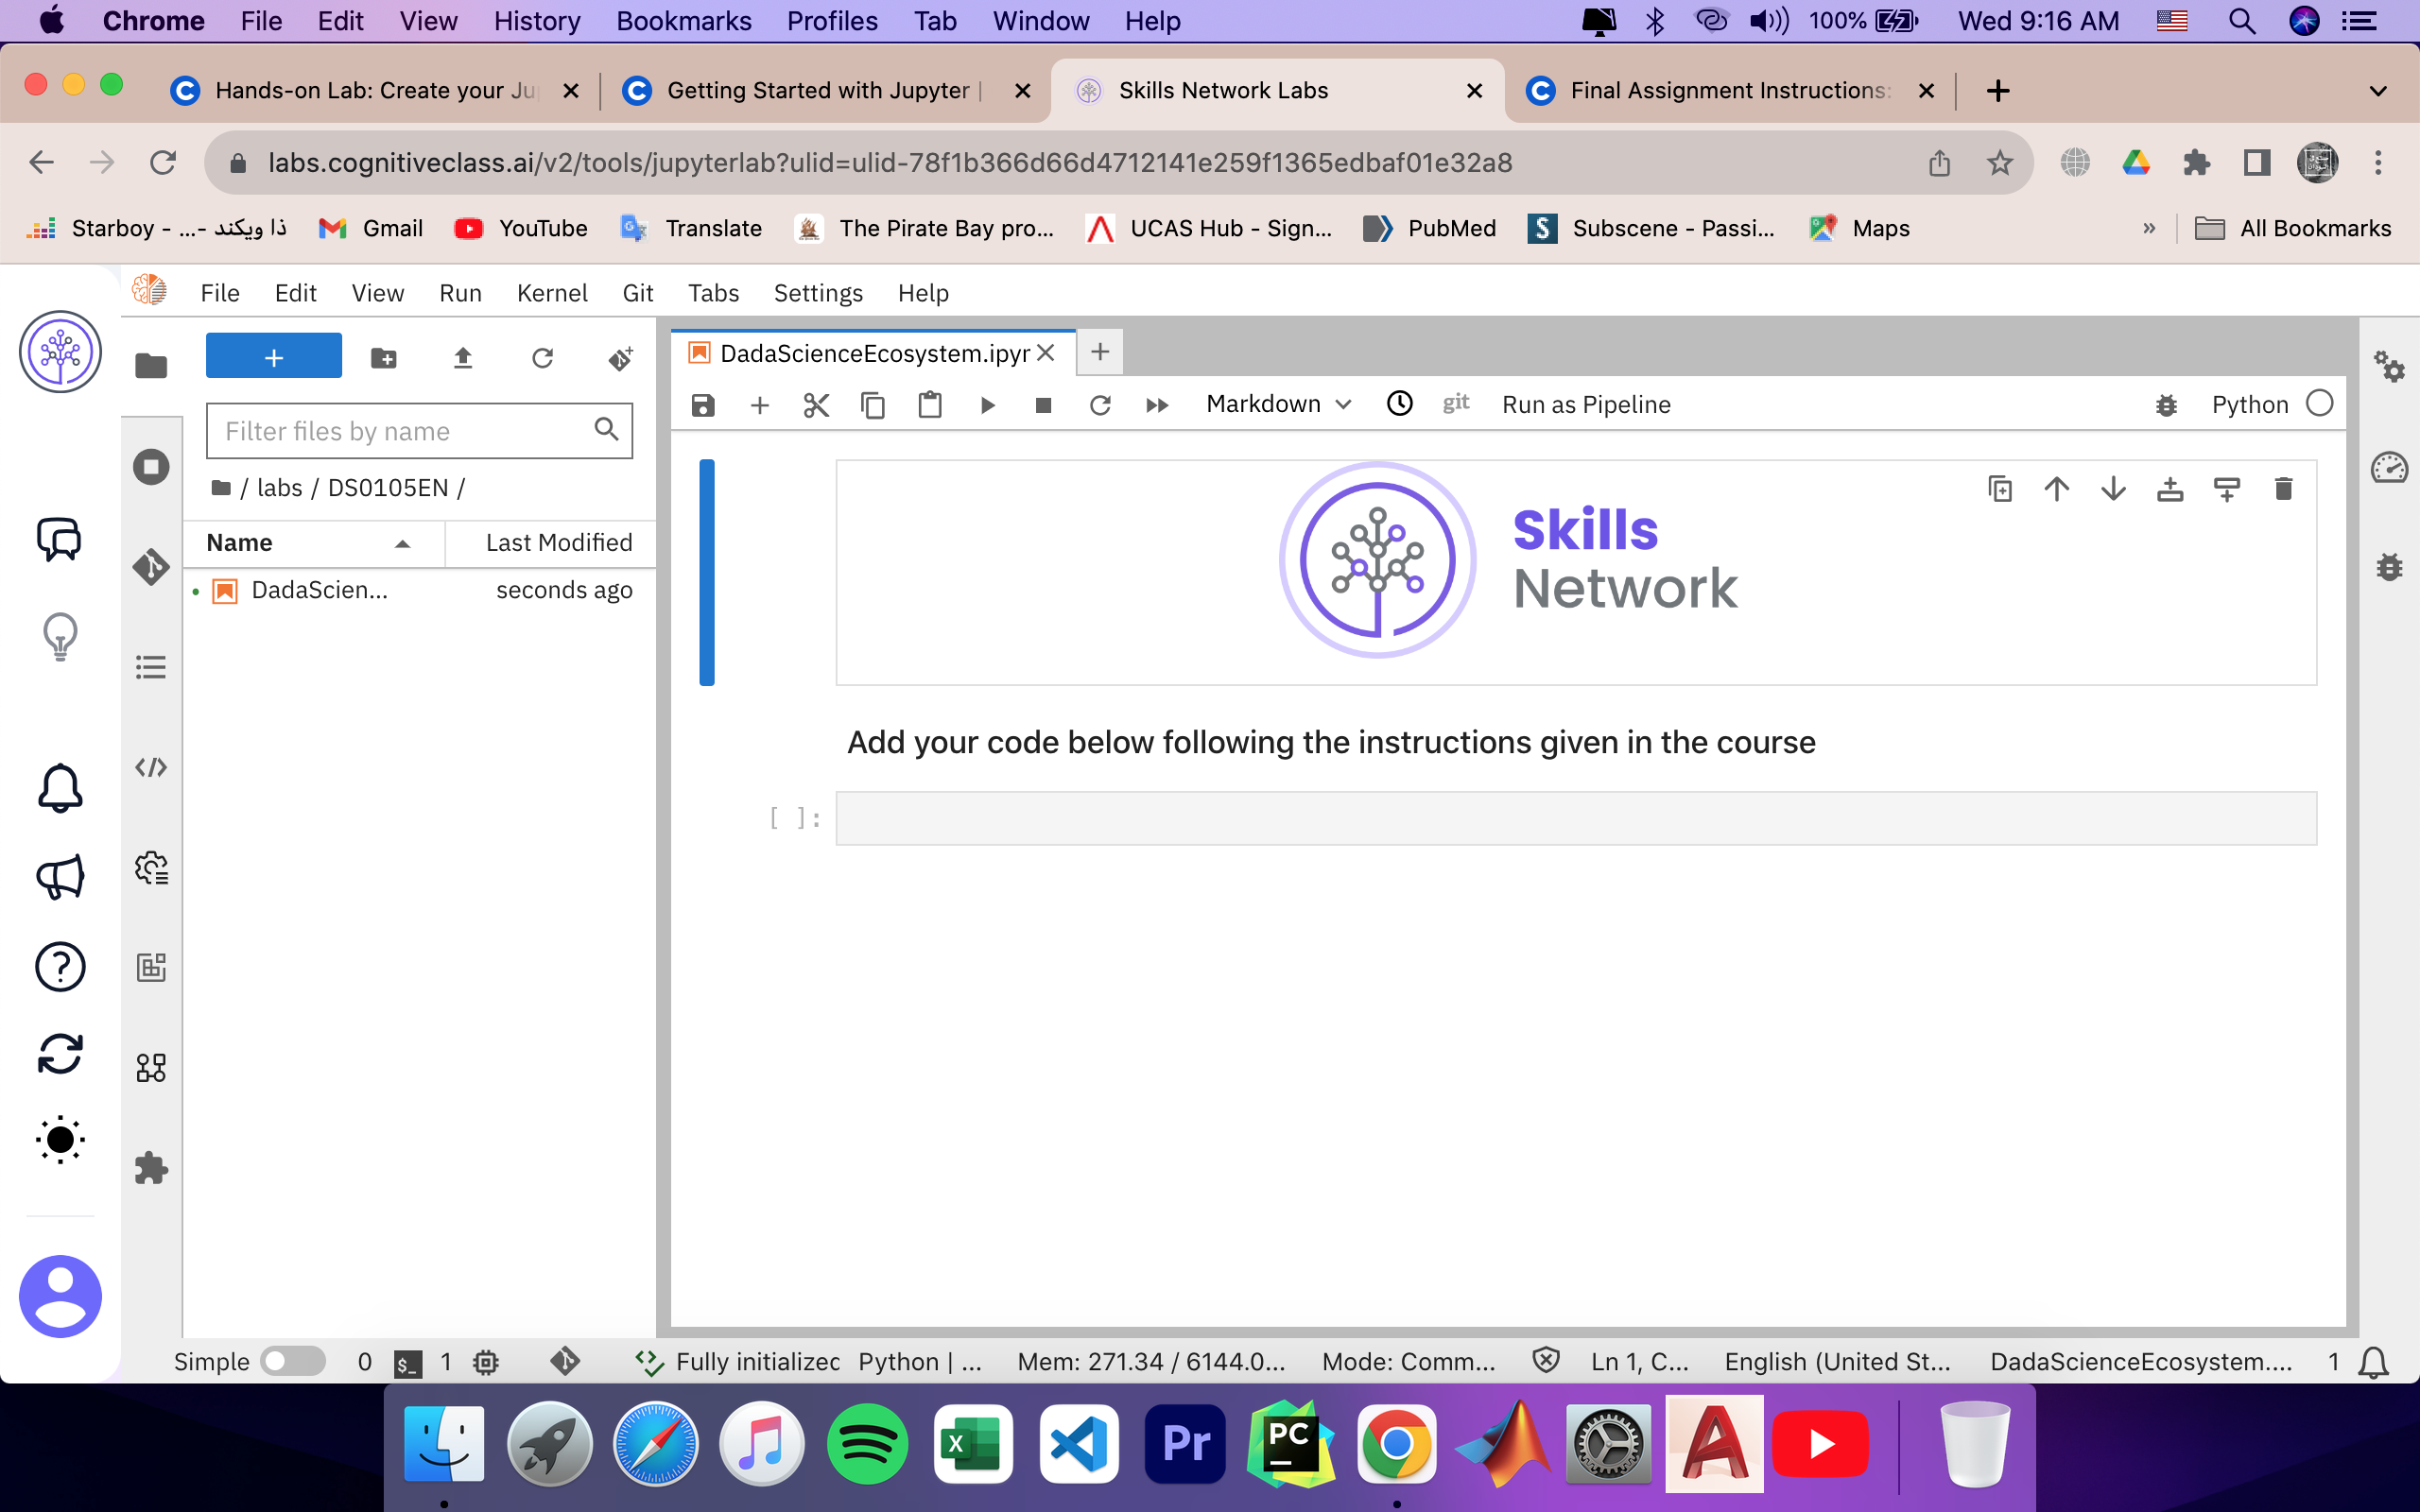 Chrome File Edit View History Bookmarks Profiles Tab Window Help 100% Wed 9:16 AM
Hands-on Lab: Create your Ju Getting Started with Jupyter | Skills Network Labs Final Assignment Instructions:
labs.cognitiveclass.ai/v2/tools/jupyterlab?ulid=ulid-78f1b366d66d4712141e259f1365edbaf01e32a8
Starboy - ...- ذا ویکند Gmail YouTube Translate The Pirate Bay pro... UCAS Hub - Sign... PubMed Subscene - Passi... Maps » All Bookmarks
File Edit View Run Kernel Git Tabs Settings Help
DadaScienceEcosystem.ipyr
Markdown git Run as Pipeline Python
Filter files by name
/ labs / DS0105EN /
Name Last Modified
DadaScien... seconds ago
Skills
Network
Add your code below following the instructions given in the course
[ ]:
Simple 0 $_ 1 Fully initialized Python | ... Mem: 271.34 / 6144.0... Mode: Comm... Ln 1, C... English (United St... DadaScienceEcosystem.... 1
X Pr PC